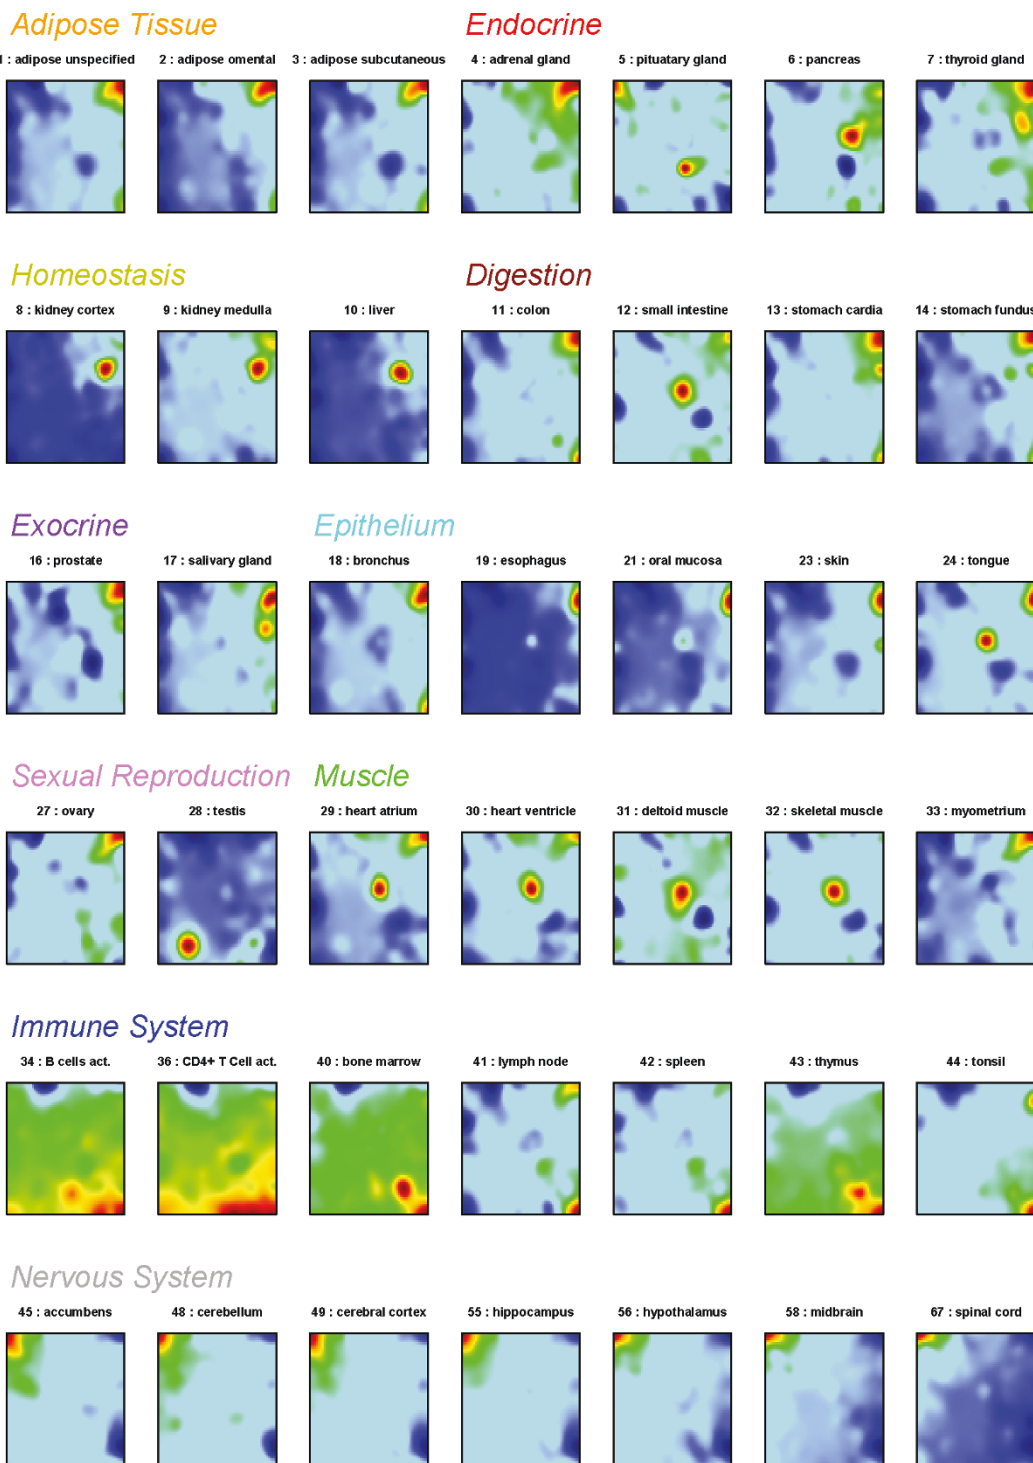 Adipose Tissue Endocrine
1 : adipose unspecified 2 : adipose omental 3 : adipose subcutaneous 4 : adrenal gland 5 : pituatary gland 6 : pancreas 7 : thyroid gland
Homeostasis Digestion
8 : kidney cortex 9 : kidney medulla 10 : liver 11 : colon 12 : small intestine 13 : stomach cardia 14 : stomach fundus
Exocrine Epithelium
16 : prostate 17 : salivary gland 18 : bronchus 19 : esophagus 21 : oral mucosa 23 : skin 24 : tongue
Sexual Reproduction Muscle
27 : ovary 28 : testis 29 : heart atrium 30 : heart ventricle 31 : deltoid muscle 32 : skeletal muscle 33 : myometrium
Immune System
34 : B cells act. 36 : CD4+ T Cell act. 40 : bone marrow 41 : lymph node 42 : spleen 43 : thymus 44 : tonsil
Nervous System
45 : accumbens 48 : cerebellum 49 : cerebral cortex 55 : hippocampus 56 : hypothalamus 58 : midbrain 67 : spinal cord